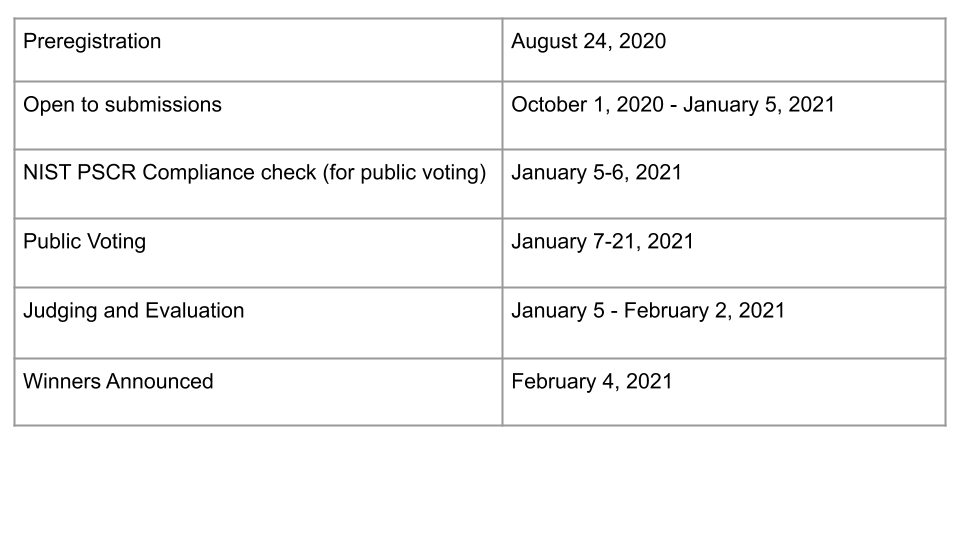 Preregistration August 24, 2020
Open to submissions October 1, 2020 - January 5, 2021
NIST PSCR Compliance check (for public voting) January 5-6, 2021
Public Voting January 7-21, 2021
Judging and Evaluation January 5 - February 2, 2021
Winners Announced February 4, 2021